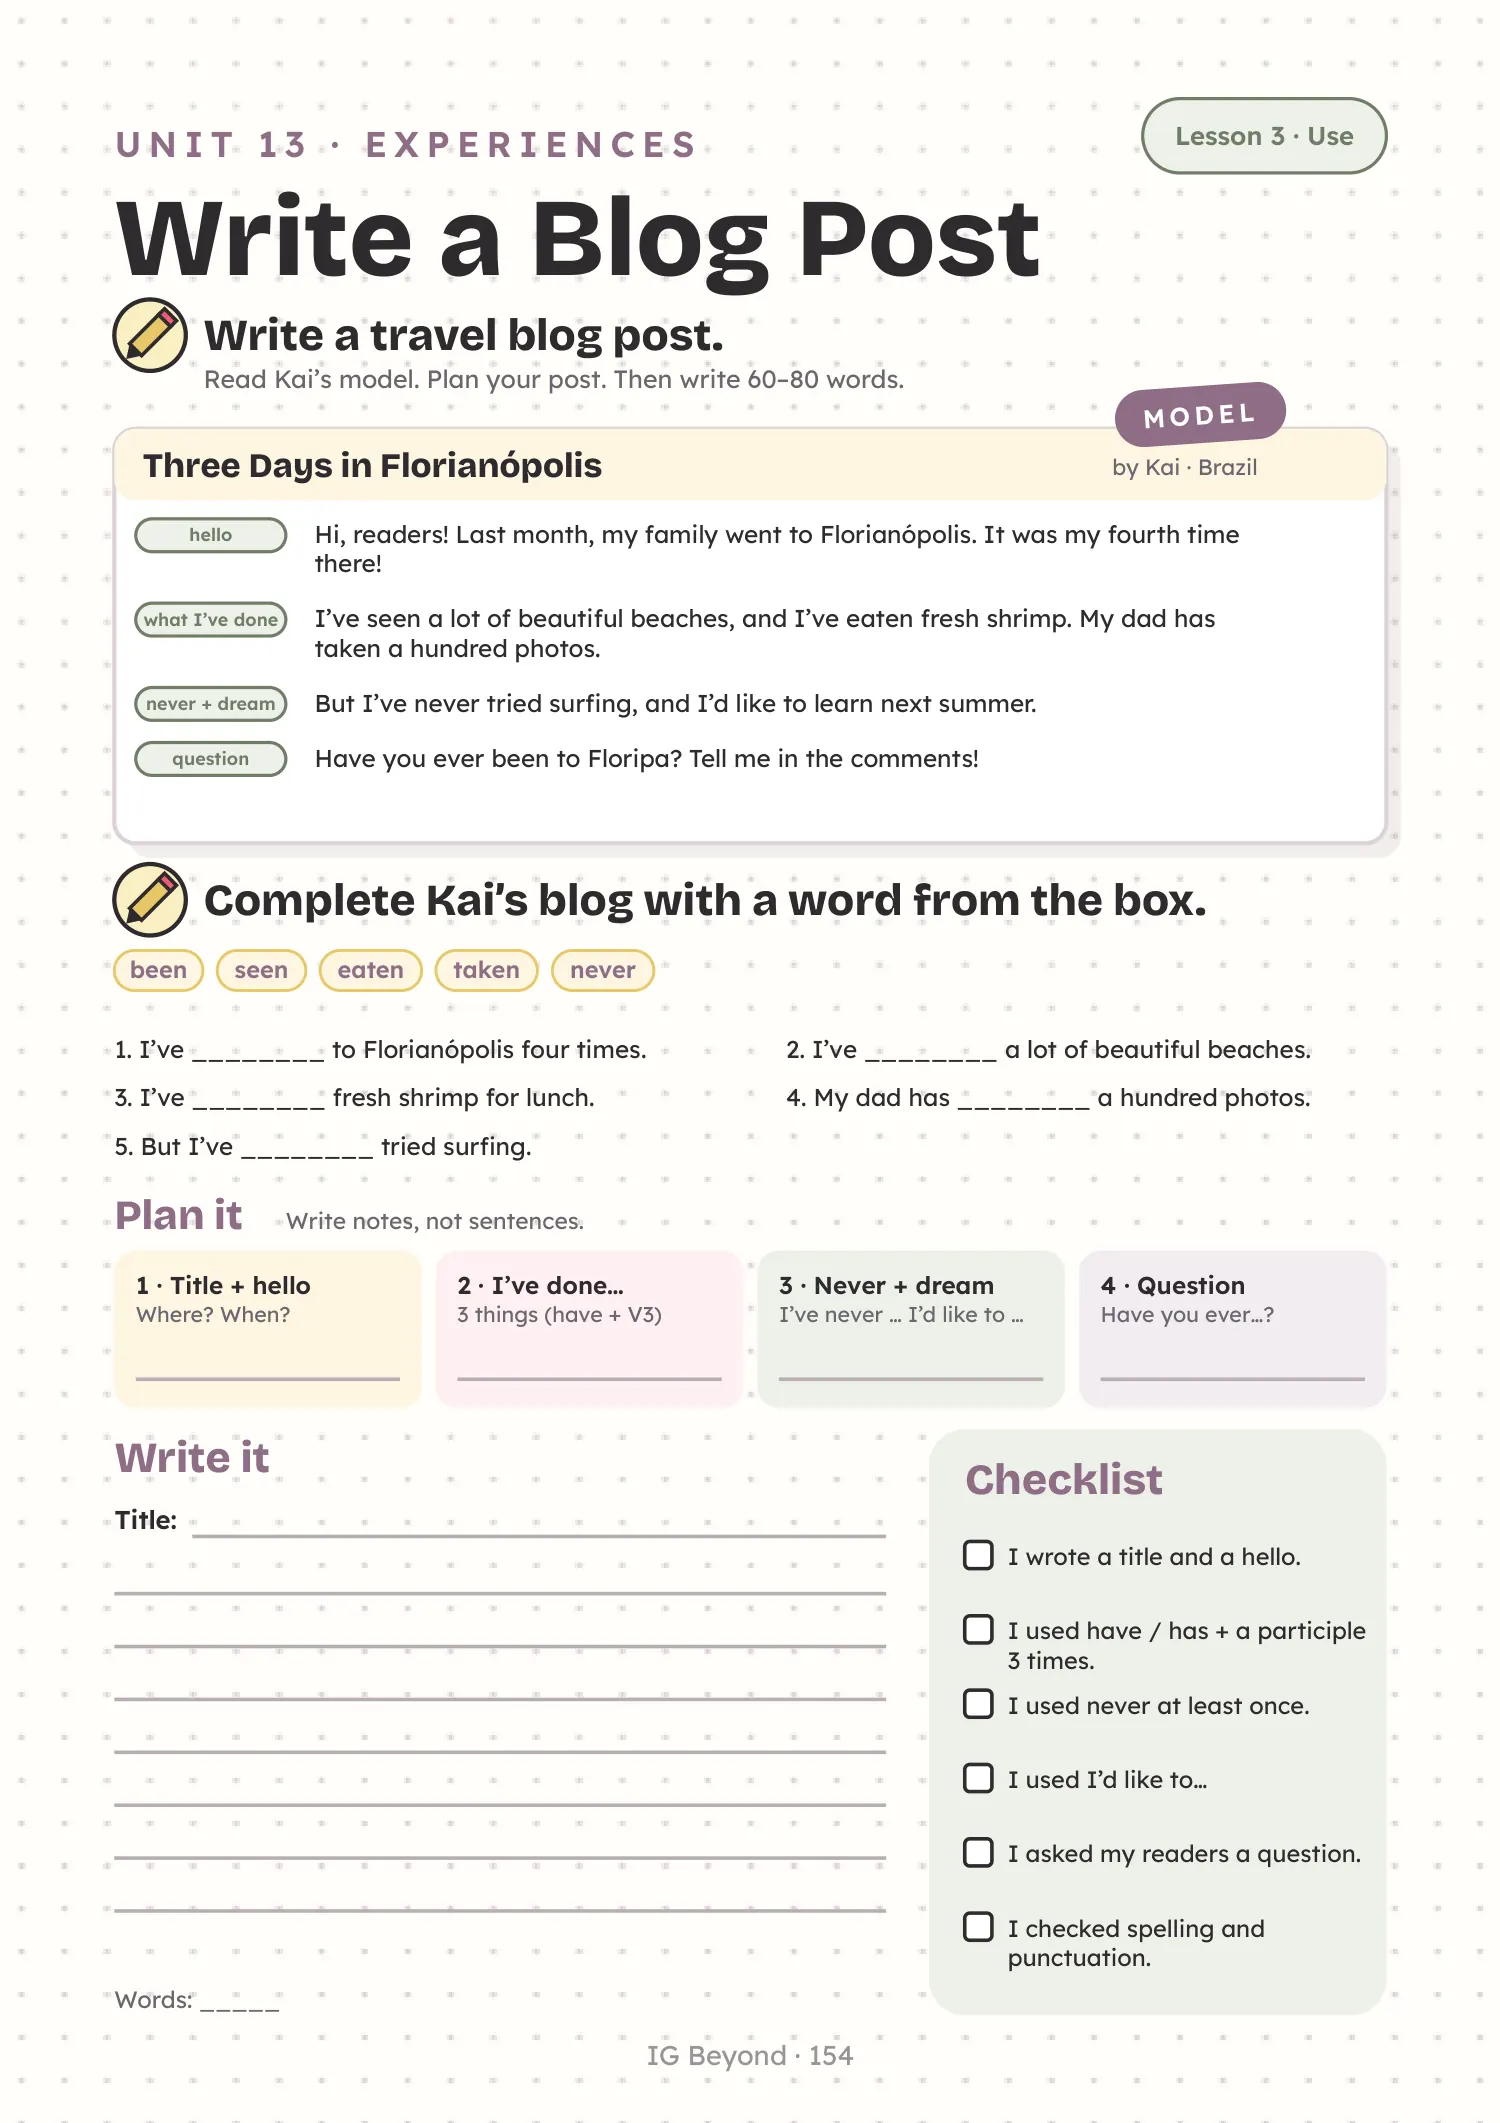 UNIT 13 · EXPERIENCES
Lesson 3 · Use
Write a Blog Post
Write a travel blog post.
Read Kai’s model. Plan your post. Then write 60–80 words.
MODEL
Three Days in Florianópolis
by Kai · Brazil
hello
Hi, readers! Last month, my family went to Florianópolis. It was my fourth time
there!
what I’ve done
I’ve seen a lot of beautiful beaches, and I’ve eaten fresh shrimp. My dad has
taken a hundred photos.
never + dream
But I’ve never tried surfing, and I’d like to learn next summer.
question
Have you ever been to Floripa? Tell me in the comments!
Complete Kai’s blog with a word from the box.
been seen eaten taken never
1. I’ve ________ to Florianópolis four times.
2. I’ve ________ a lot of beautiful beaches.
3. I’ve ________ fresh shrimp for lunch.
4. My dad has ________ a hundred photos.
5. But I’ve ________ tried surfing.
Plan it
Write notes, not sentences.
1 · Title + hello
Where? When?
2 · I’ve done…
3 things (have + V3)
3 · Never + dream
I’ve never … I’d like to …
4 · Question
Have you ever…?
Write it
Title:
Words: _____
Checklist
I wrote a title and a hello.
I used have / has + a participle
3 times.
I used never at least once.
I used I’d like to…
I asked my readers a question.
I checked spelling and
punctuation.
IG Beyond · 154